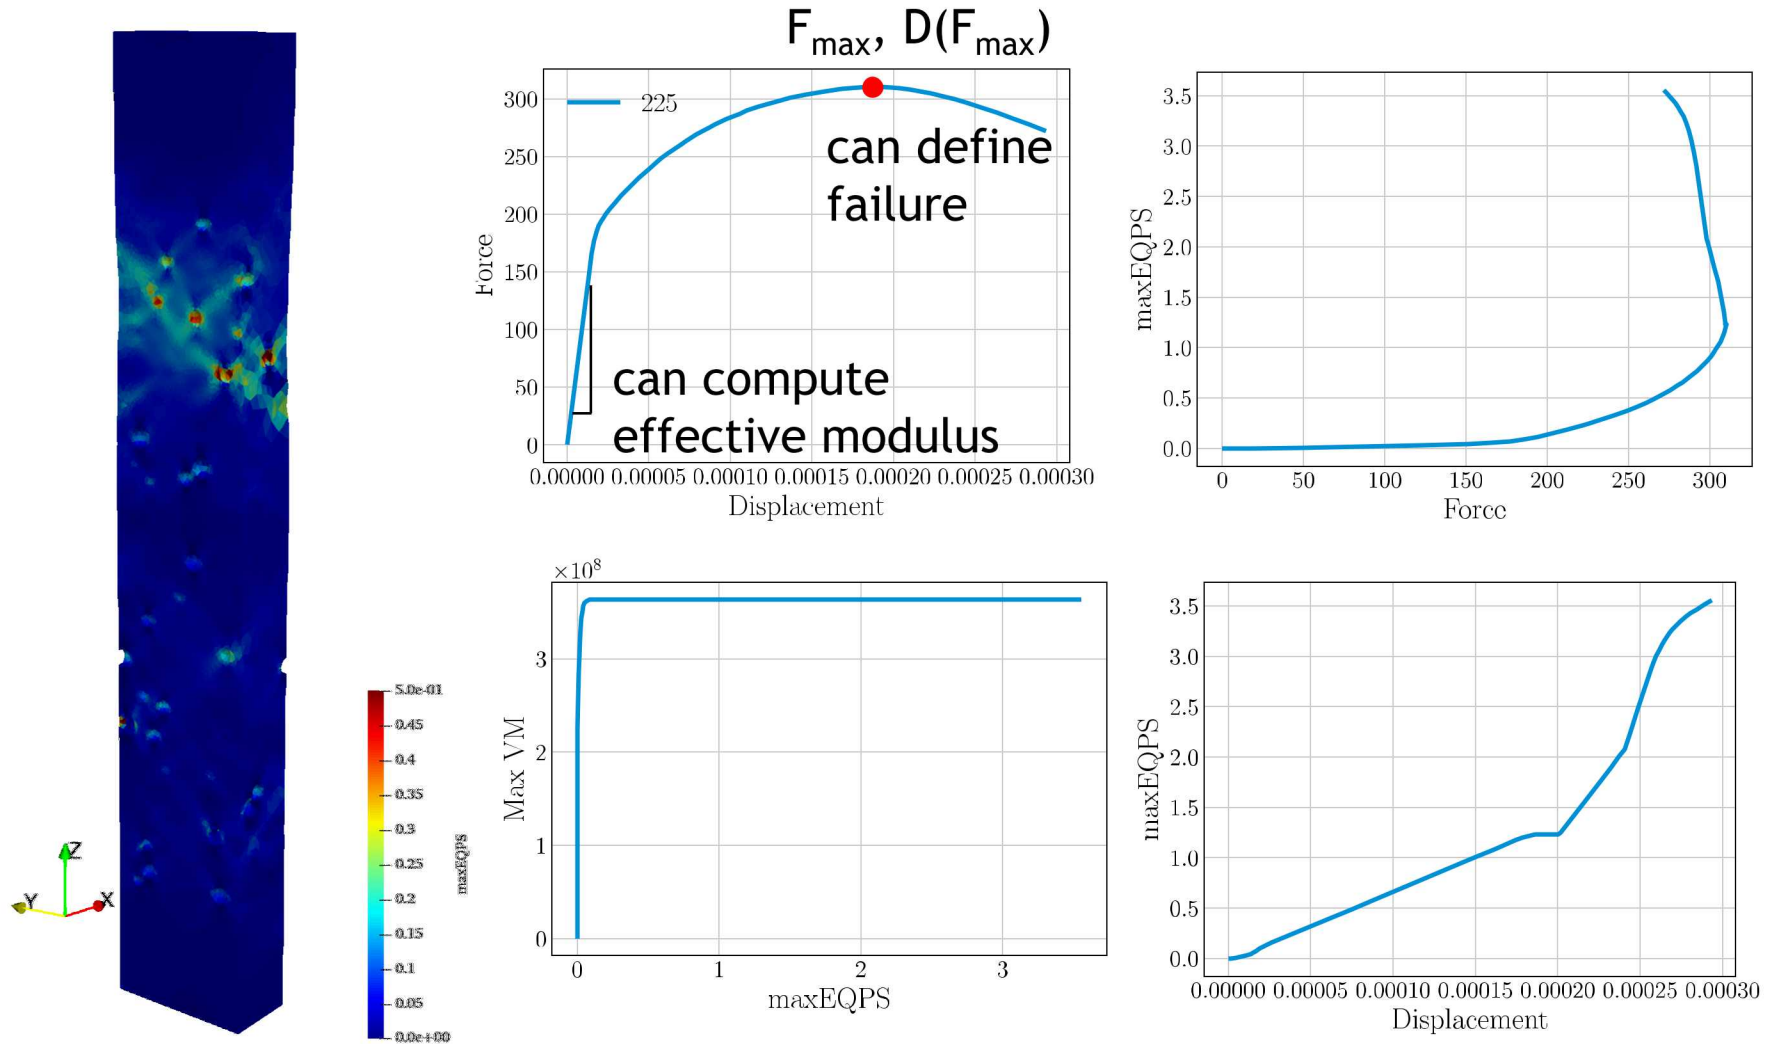 F_max, D(F_max)
225
can define
failure
can compute
effective modulus
Force
300
250
200
150
100
50
0
0.00000 0.00005 0.00010 0.00015 0.00020 0.00025 0.00030
Displacement
maxEQPS
3.5
3.0
2.5
2.0
1.5
1.0
0.5
0.0
0 50 100 150 200 250 300
Force
×10⁸
Max VM
3
2
1
0
0 1 2 3
maxEQPS
maxEQPS
3.5
3.0
2.5
2.0
1.5
1.0
0.5
0.0
0.00000 0.00005 0.00010 0.00015 0.00020 0.00025 0.00030
Displacement
5.0e-01
0.45
0.4
0.35
0.3
0.25
0.2
0.15
0.1
0.05
0.0e+00
maxEQPS
Z
Y
X